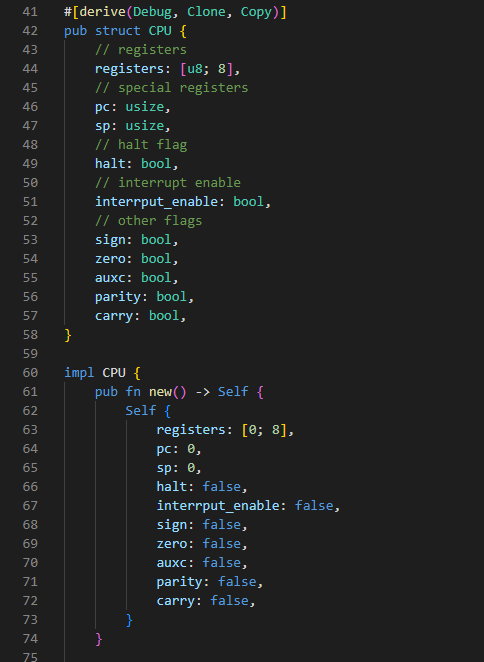 41 #[derive(Debug, Clone, Copy)]
42 pub struct CPU {
43     // registers
44     registers: [u8; 8],
45     // special registers
46     pc: usize,
47     sp: usize,
48     // halt flag
49     halt: bool,
50     // interrupt enable
51     interrput_enable: bool,
52     // other flags
53     sign: bool,
54     zero: bool,
55     auxc: bool,
56     parity: bool,
57     carry: bool,
58 }
59
60 impl CPU {
61     pub fn new() -> Self {
62         Self {
63             registers: [0; 8],
64             pc: 0,
65             sp: 0,
66             halt: false,
67             interrput_enable: false,
68             sign: false,
69             zero: false,
70             auxc: false,
71             parity: false,
72             carry: false,
73         }
74     }
75